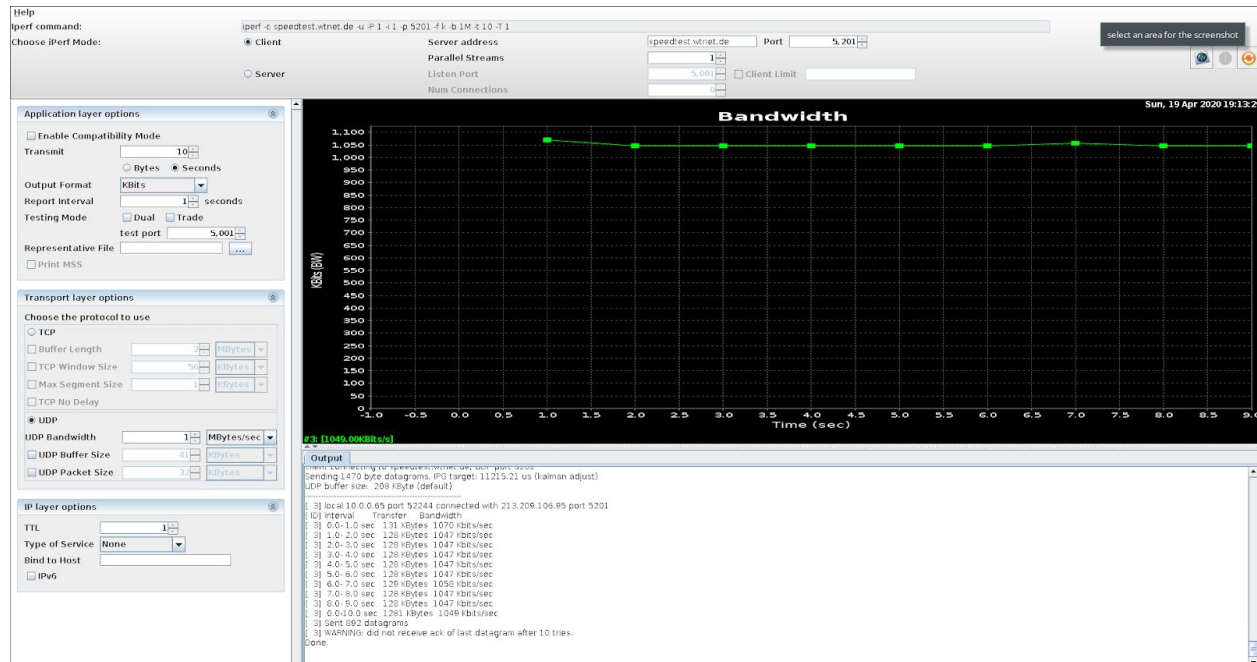 Help
Iperf command: iperf -c speedtest.wtnet.de -u -P 1 -i 1 -p 5201 -f k -b 1M -t 10 -T 1
select an area for the screenshot
Choose iPerf Mode: Client Server address speedtest.wtnet.de Port 5,201
Parallel Streams 1
Server Listen Port 5,001 Client Limit
Num Connections 0
Application layer options
Enable Compatibility Mode
Transmit 10
Bytes Seconds
Output Format KBits
Report Interval 1 seconds
Testing Mode Dual Trade
test port 5,001
Representative File ...
Print MSS
Transport layer options
Choose the protocol to use
TCP
Buffer Length 2 MBytes
TCP Window Size 56 KBytes
Max Segment Size 1 KBytes
TCP No Delay
UDP
UDP Bandwidth 1 MBytes/sec
UDP Buffer Size 41 KBytes
UDP Packet Size 32 KBytes
IP layer options
TTL 1
Type of Service None
Bind to Host
IPv6
Sun, 19 Apr 2020 19:13:2
Bandwidth
1,100
1,050
1,000
950
900
850
800
750
700
650
600
550
500
450
400
350
300
250
200
150
100
50
0
KBits (BW)
-1.0 -0.5 0.0 0.5 1.0 1.5 2.0 2.5 3.0 3.5 4.0 4.5 5.0 5.5 6.0 6.5 7.0 7.5 8.0 8.5 9.0
Time (sec)
#3: [1049.00KBits/s]
Output
Client connecting to speedtest.wtnet.de, UDP port 5201
Sending 1470 byte datagrams, IPG target: 11215.21 us (kalman adjust)
UDP buffer size: 208 KByte (default)
------------------------------------------------------------
[ 3] local 10.0.0.65 port 52244 connected with 213.209.106.95 port 5201
[ ID] Interval Transfer Bandwidth
[ 3] 0.0- 1.0 sec 131 KBytes 1070 Kbits/sec
[ 3] 1.0- 2.0 sec 128 KBytes 1047 Kbits/sec
[ 3] 2.0- 3.0 sec 128 KBytes 1047 Kbits/sec
[ 3] 3.0- 4.0 sec 128 KBytes 1047 Kbits/sec
[ 3] 4.0- 5.0 sec 128 KBytes 1047 Kbits/sec
[ 3] 5.0- 6.0 sec 128 KBytes 1047 Kbits/sec
[ 3] 6.0- 7.0 sec 129 KBytes 1058 Kbits/sec
[ 3] 7.0- 8.0 sec 128 KBytes 1047 Kbits/sec
[ 3] 8.0- 9.0 sec 128 KBytes 1047 Kbits/sec
[ 3] 0.0-10.0 sec 1281 KBytes 1049 Kbits/sec
[ 3] Sent 892 datagrams
[ 3] WARNING: did not receive ack of last datagram after 10 tries.
Done.